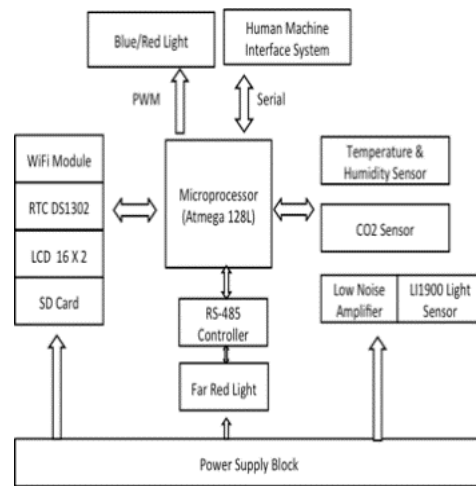 Blue/Red Light
Human Machine
Interface System
PWM
Serial
WiFi Module
RTC DS1302
LCD 16 X 2
SD Card
Microprocessor
(Atmega 128L)
Temperature &
Humidity Sensor
CO2 Sensor
Low Noise
Amplifier
LI1900 Light
Sensor
RS-485
Controller
Far Red Light
Power Supply Block